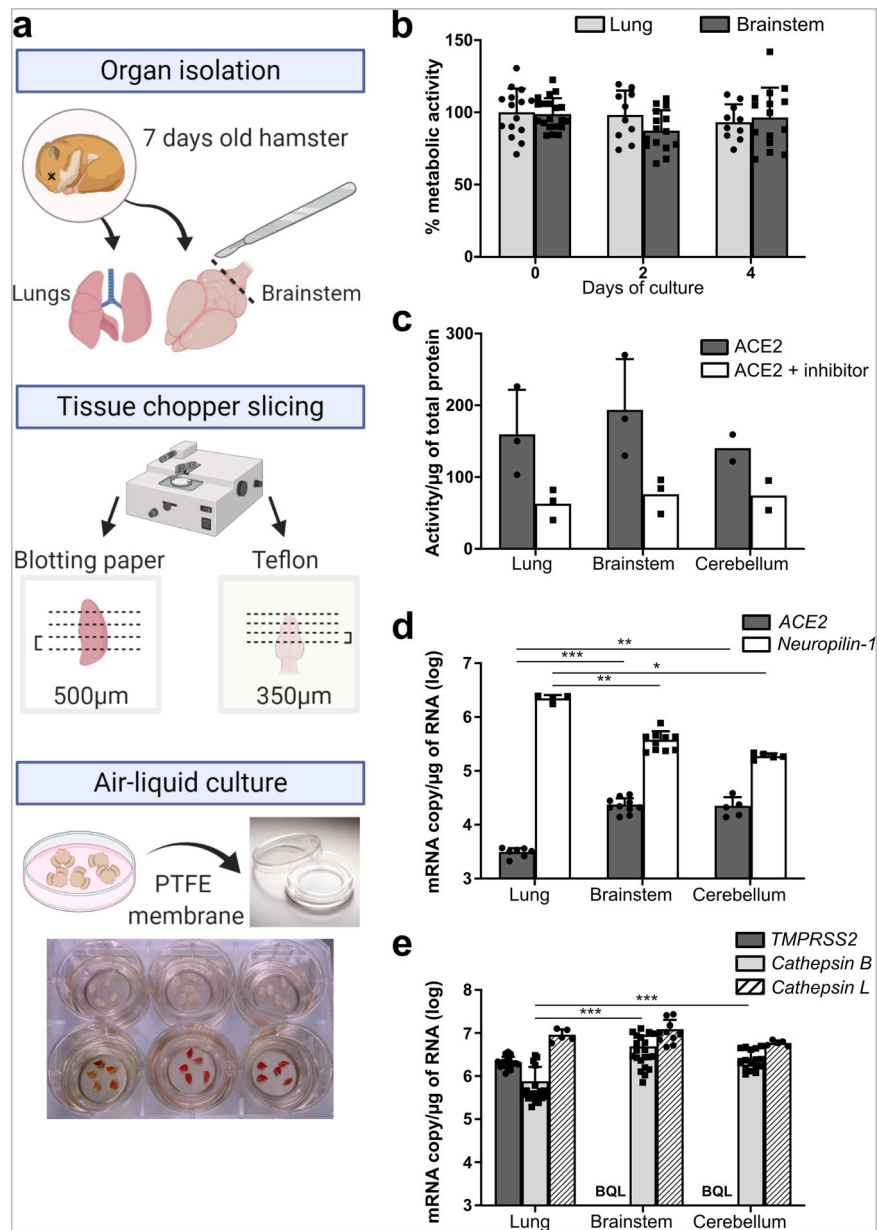 a
Organ isolation
7 days old hamster
Lungs
Brainstem
Tissue chopper slicing
Blotting paper
Teflon
500µm
350µm
Air-liquid culture
PTFE
membrane
b
Lung
Brainstem
% metabolic activity
150
100
50
0
0
2
4
Days of culture
c
ACE2
ACE2 + inhibitor
Activity/µg of total protein
300
200
100
0
Lung
Brainstem
Cerebellum
d
ACE2
Neuropilin-1
mRNA copy/µg of RNA (log)
**
***
*
**
7
6
5
4
3
Lung
Brainstem
Cerebellum
e
TMPRSS2
Cathepsin B
Cathepsin L
mRNA copy/µg of RNA (log)
***
***
8
7
6
5
4
3
BQL
BQL
Lung
Brainstem
Cerebellum